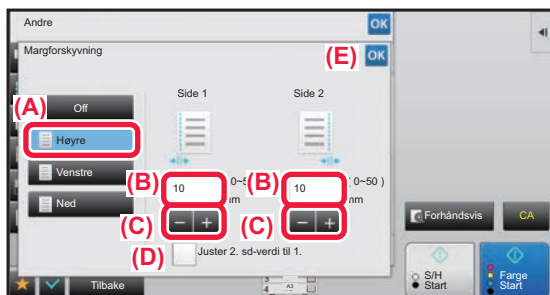 Andre
OK
Margforskyvning
(E)
OK
Side 1
Side 2
(A)
Off
Høyre
Venstre
Ned
(B)
10
mm
(B)
10
( 0~50 )
mm
(C)
− +
(C)
− +
(D)
Juster 2. sd-verdi til 1.
Forhåndsvis
CA
S/H
Start
Farge
Start
Tilbake